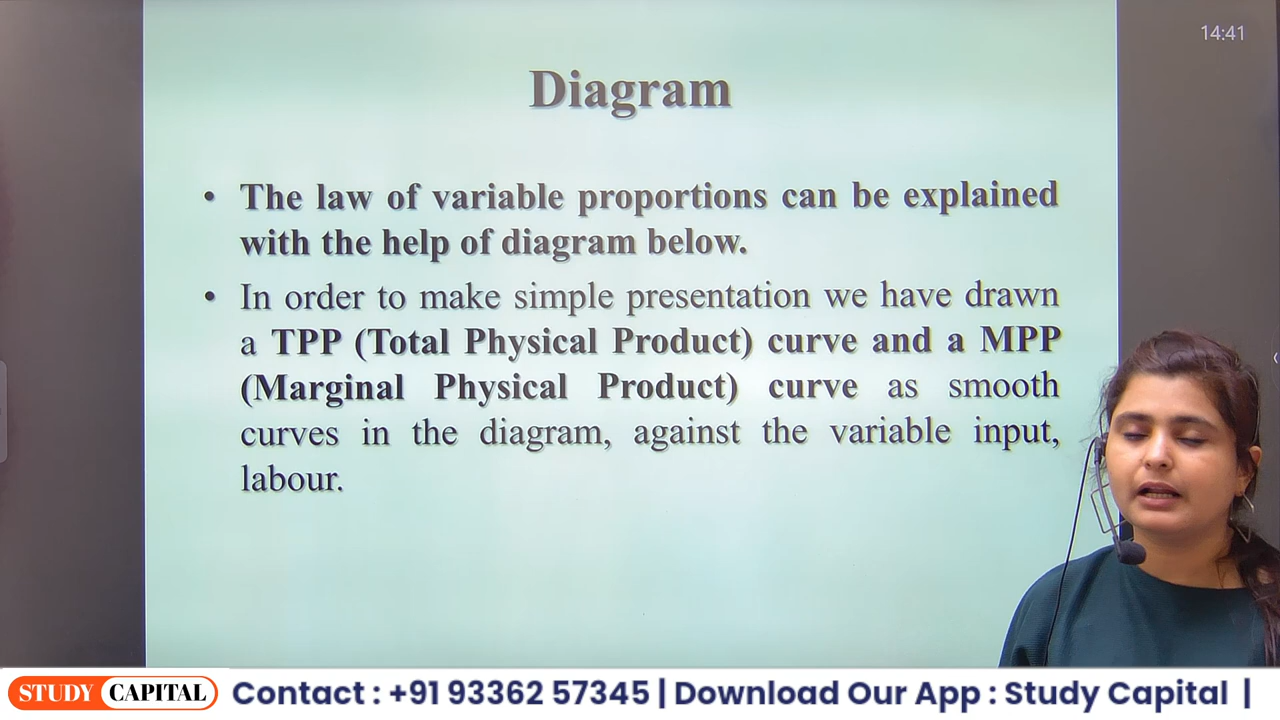 14:41
Diagram
• The law of variable proportions can be explained
with the help of diagram below.
• In order to make simple presentation we have drawn
a TPP (Total Physical Product) curve and a MPP
(Marginal Physical Product) curve as smooth
curves in the diagram, against the variable input,
labour.
STUDY CAPITAL Contact : +91 93362 57345 | Download Our App : Study Capital |